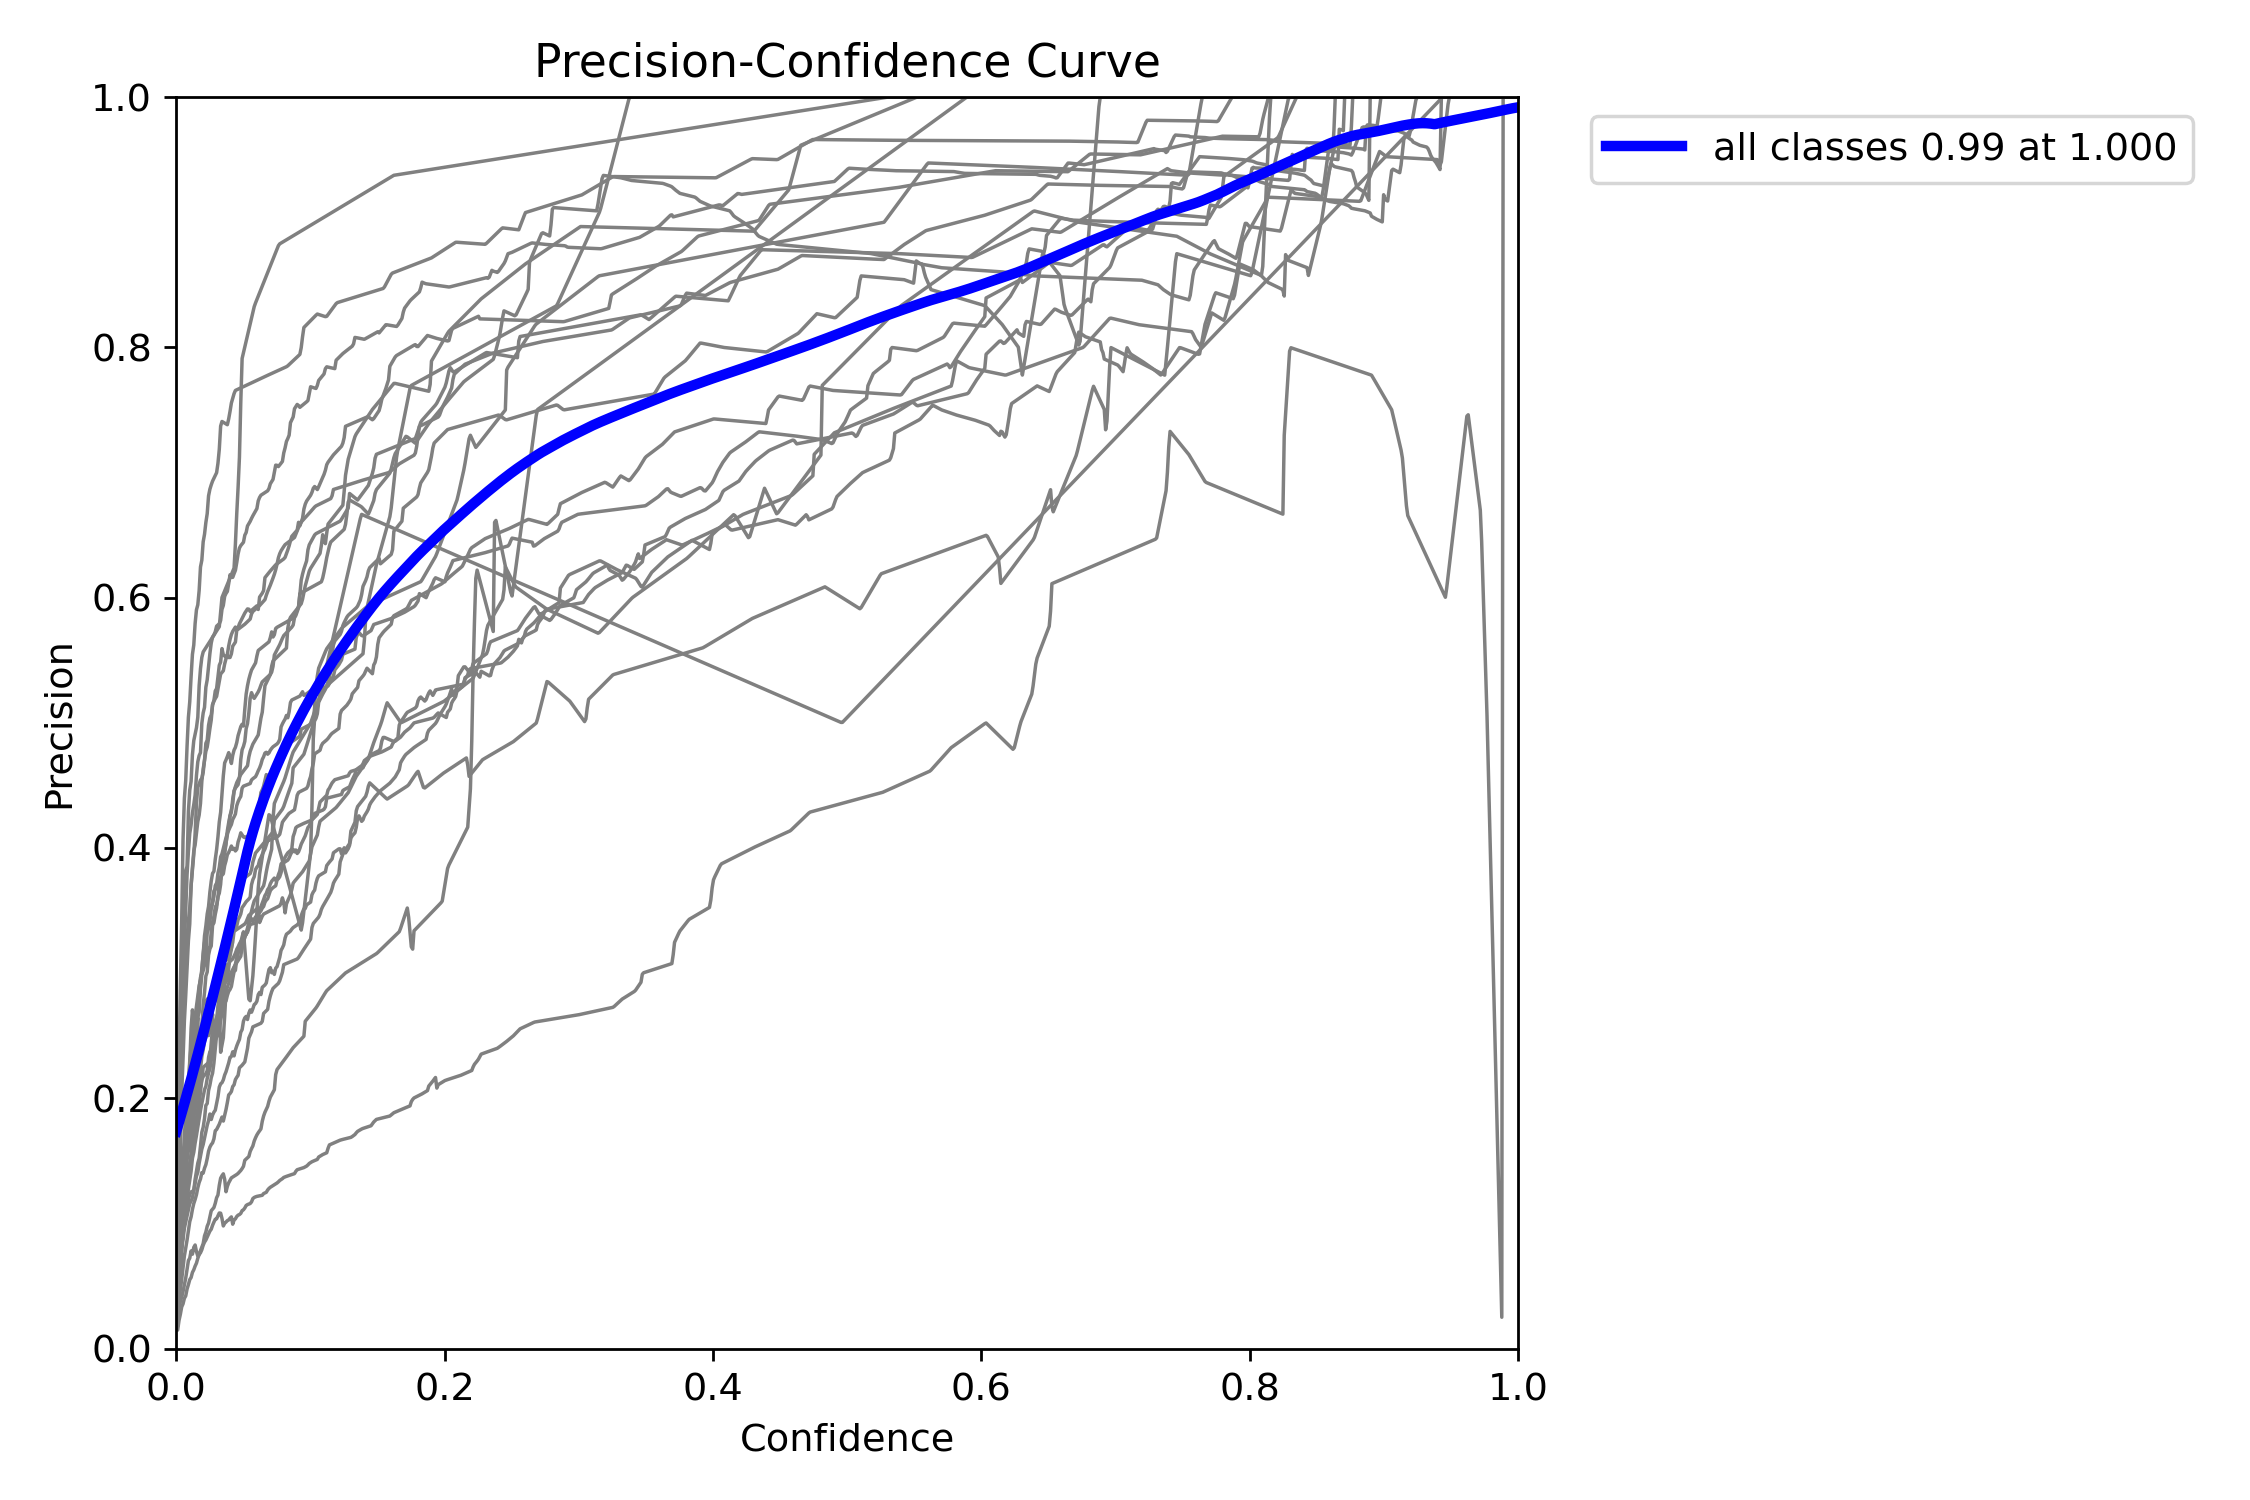 Precision-Confidence Curve
1.0
0.8
0.6
0.4
0.2
0.0
Precision
0.0 0.2 0.4 0.6 0.8 1.0
Confidence
all classes 0.99 at 1.000